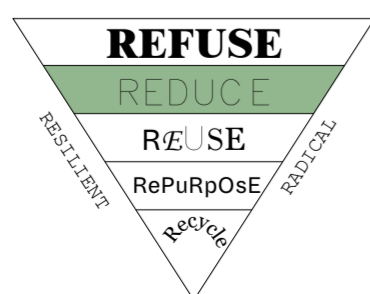 REFUSE
REDUCE
REUSE
RePuRpOsE
Recycle
RESILIENT
RADICAL